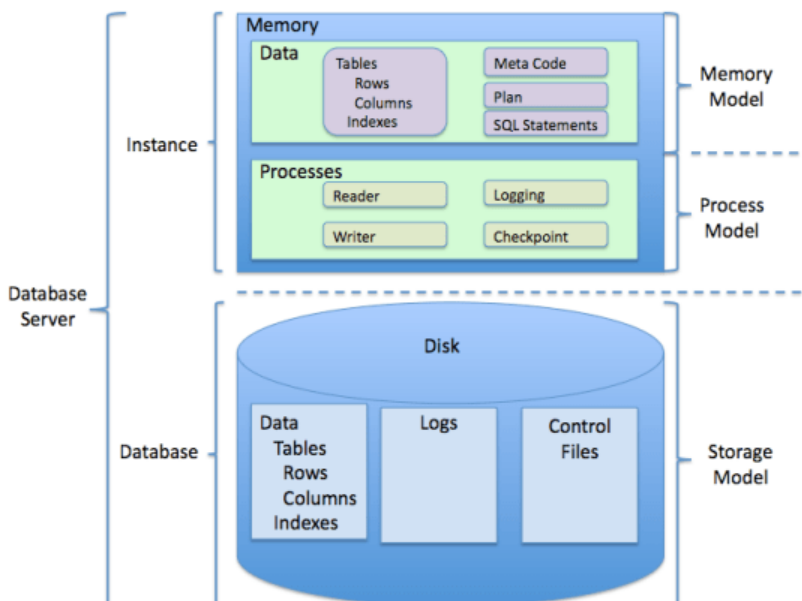 Memory
Data
Tables
Rows
Columns
Indexes
Meta Code
Plan
SQL Statements
Memory
Model
Instance
Processes
Reader
Logging
Writer
Checkpoint
Process
Model
Database
Server
Disk
Data
Tables
Rows
Columns
Indexes
Logs
Control
Files
Database
Storage
Model